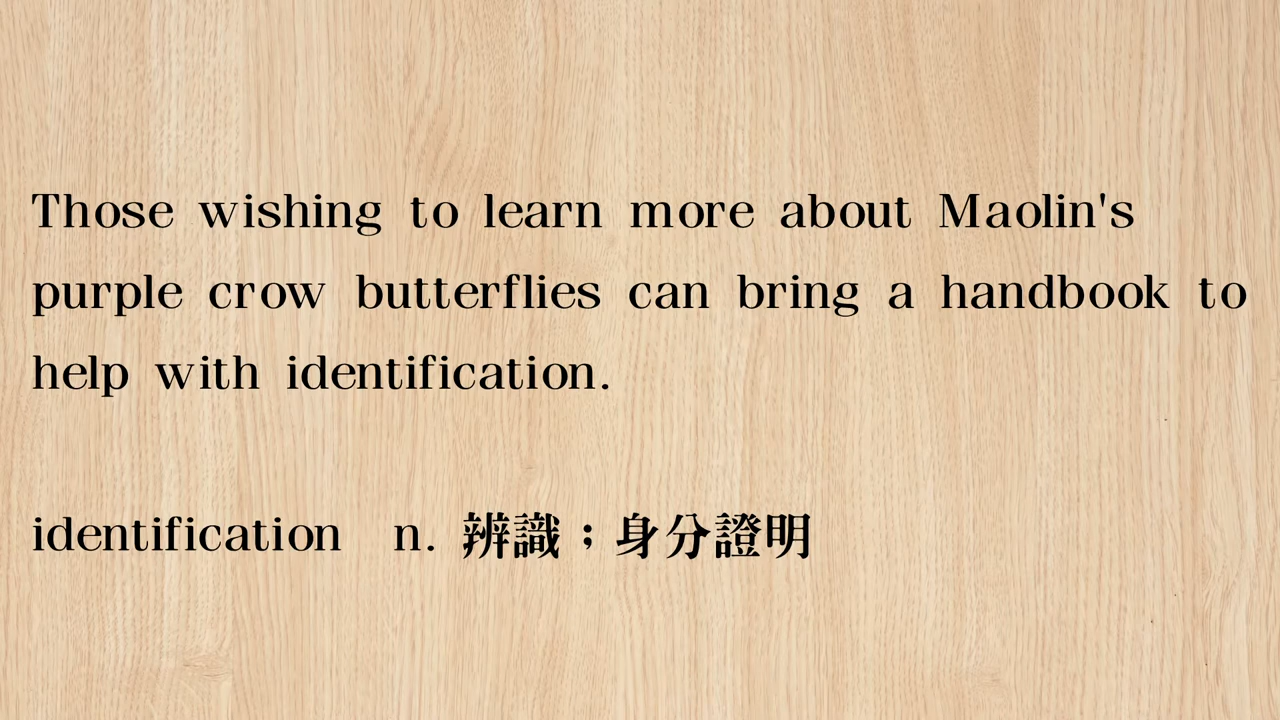 Those wishing to learn more about Maolin's
purple crow butterflies can bring a handbook to
help with identification.
identification n. 辨識；身分證明